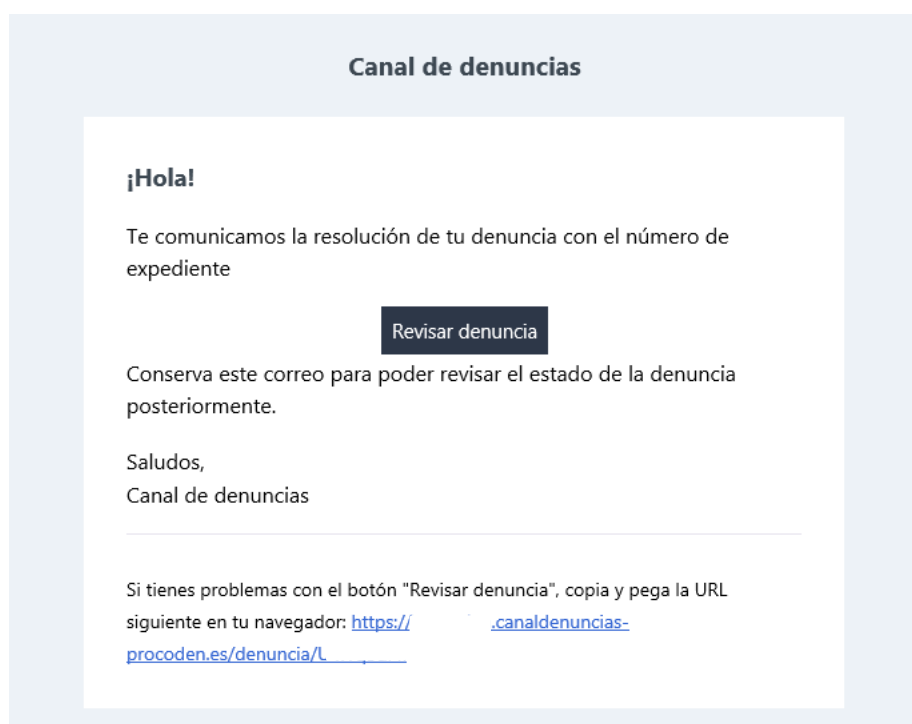 Canal de denuncias
¡Hola!
Te comunicamos la resolución de tu denuncia con el número de
expediente
Revisar denuncia
Conserva este correo para poder revisar el estado de la denuncia
posteriormente.
Saludos,
Canal de denuncias
Si tienes problemas con el botón "Revisar denuncia", copia y pega la URL
siguiente en tu navegador: https:// .canaldenuncias-
procoden.es/denuncia/